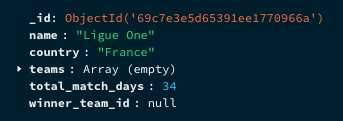 _id: ObjectId('69c7e3e5d65391ee1770966a')
name : "Ligue One"
country : "France"
teams : Array (empty)
total_match_days : 34
winner_team_id : null